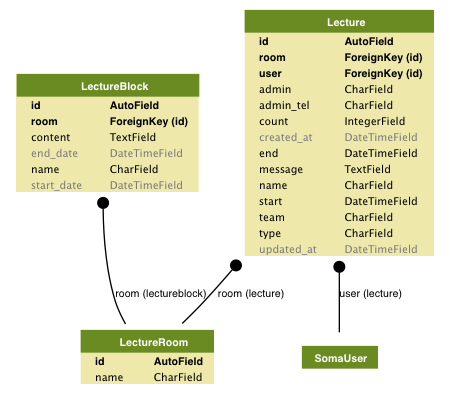 Lecture
id AutoField
room ForeignKey (id)
user ForeignKey (id)
admin CharField
admin_tel CharField
count IntegerField
created_at DateTimeField
end DateTimeField
message TextField
name CharField
start DateTimeField
team CharField
type CharField
updated_at DateTimeField
LectureBlock
id AutoField
room ForeignKey (id)
content TextField
end_date DateTimeField
name CharField
start_date DateTimeField
room (lectureblock)
room (lecture)
user (lecture)
LectureRoom
id AutoField
name CharField
SomaUser